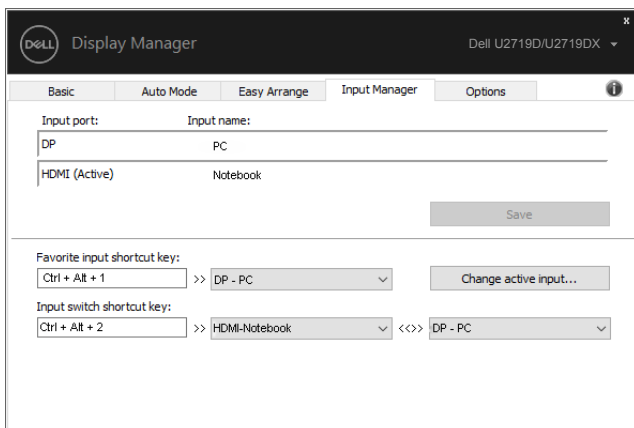 x
DELL Display Manager Dell U2719D/U2719DX
Basic Auto Mode Easy Arrange Input Manager Options i
Input port: Input name:
DP PC
HDMI (Active) Notebook
Save
Favorite input shortcut key:
Ctrl + Alt + 1 >> DP - PC Change active input...
Input switch shortcut key:
Ctrl + Alt + 2 >> HDMI-Notebook <<>> DP - PC